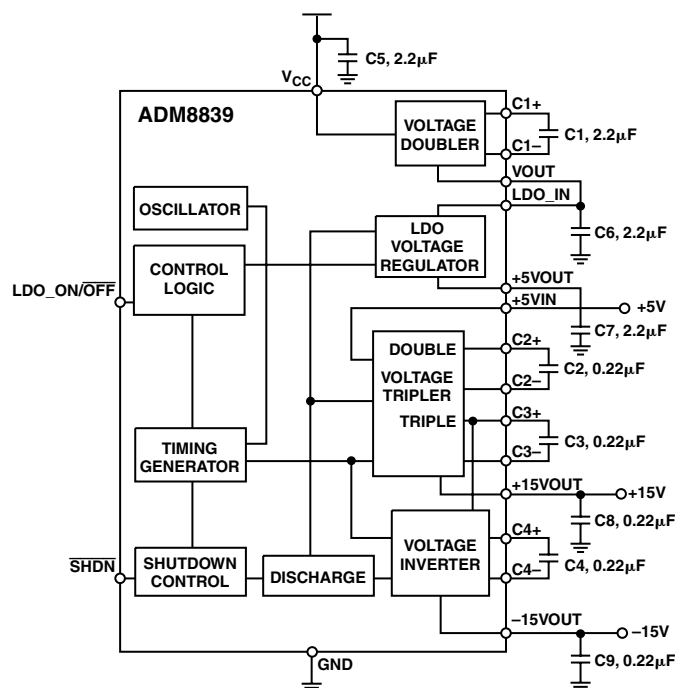 C5, 2.2µF
V_CC
ADM8839
VOLTAGE
DOUBLER
C1+
C1, 2.2µF
C1–
VOUT
LDO_IN
OSCILLATOR
LDO
VOLTAGE
REGULATOR
C6, 2.2µF
CONTROL
LOGIC
LDO_ON/OFF
+5VOUT
+5VIN
+5V
C7, 2.2µF
DOUBLE
VOLTAGE
TRIPLER
TRIPLE
C2+
C2, 0.22µF
C2–
C3+
C3, 0.22µF
C3–
TIMING
GENERATOR
+15VOUT
+15V
C8, 0.22µF
VOLTAGE
INVERTER
C4+
C4, 0.22µF
C4–
SHDN
SHUTDOWN
CONTROL
DISCHARGE
–15VOUT
–15V
C9, 0.22µF
GND